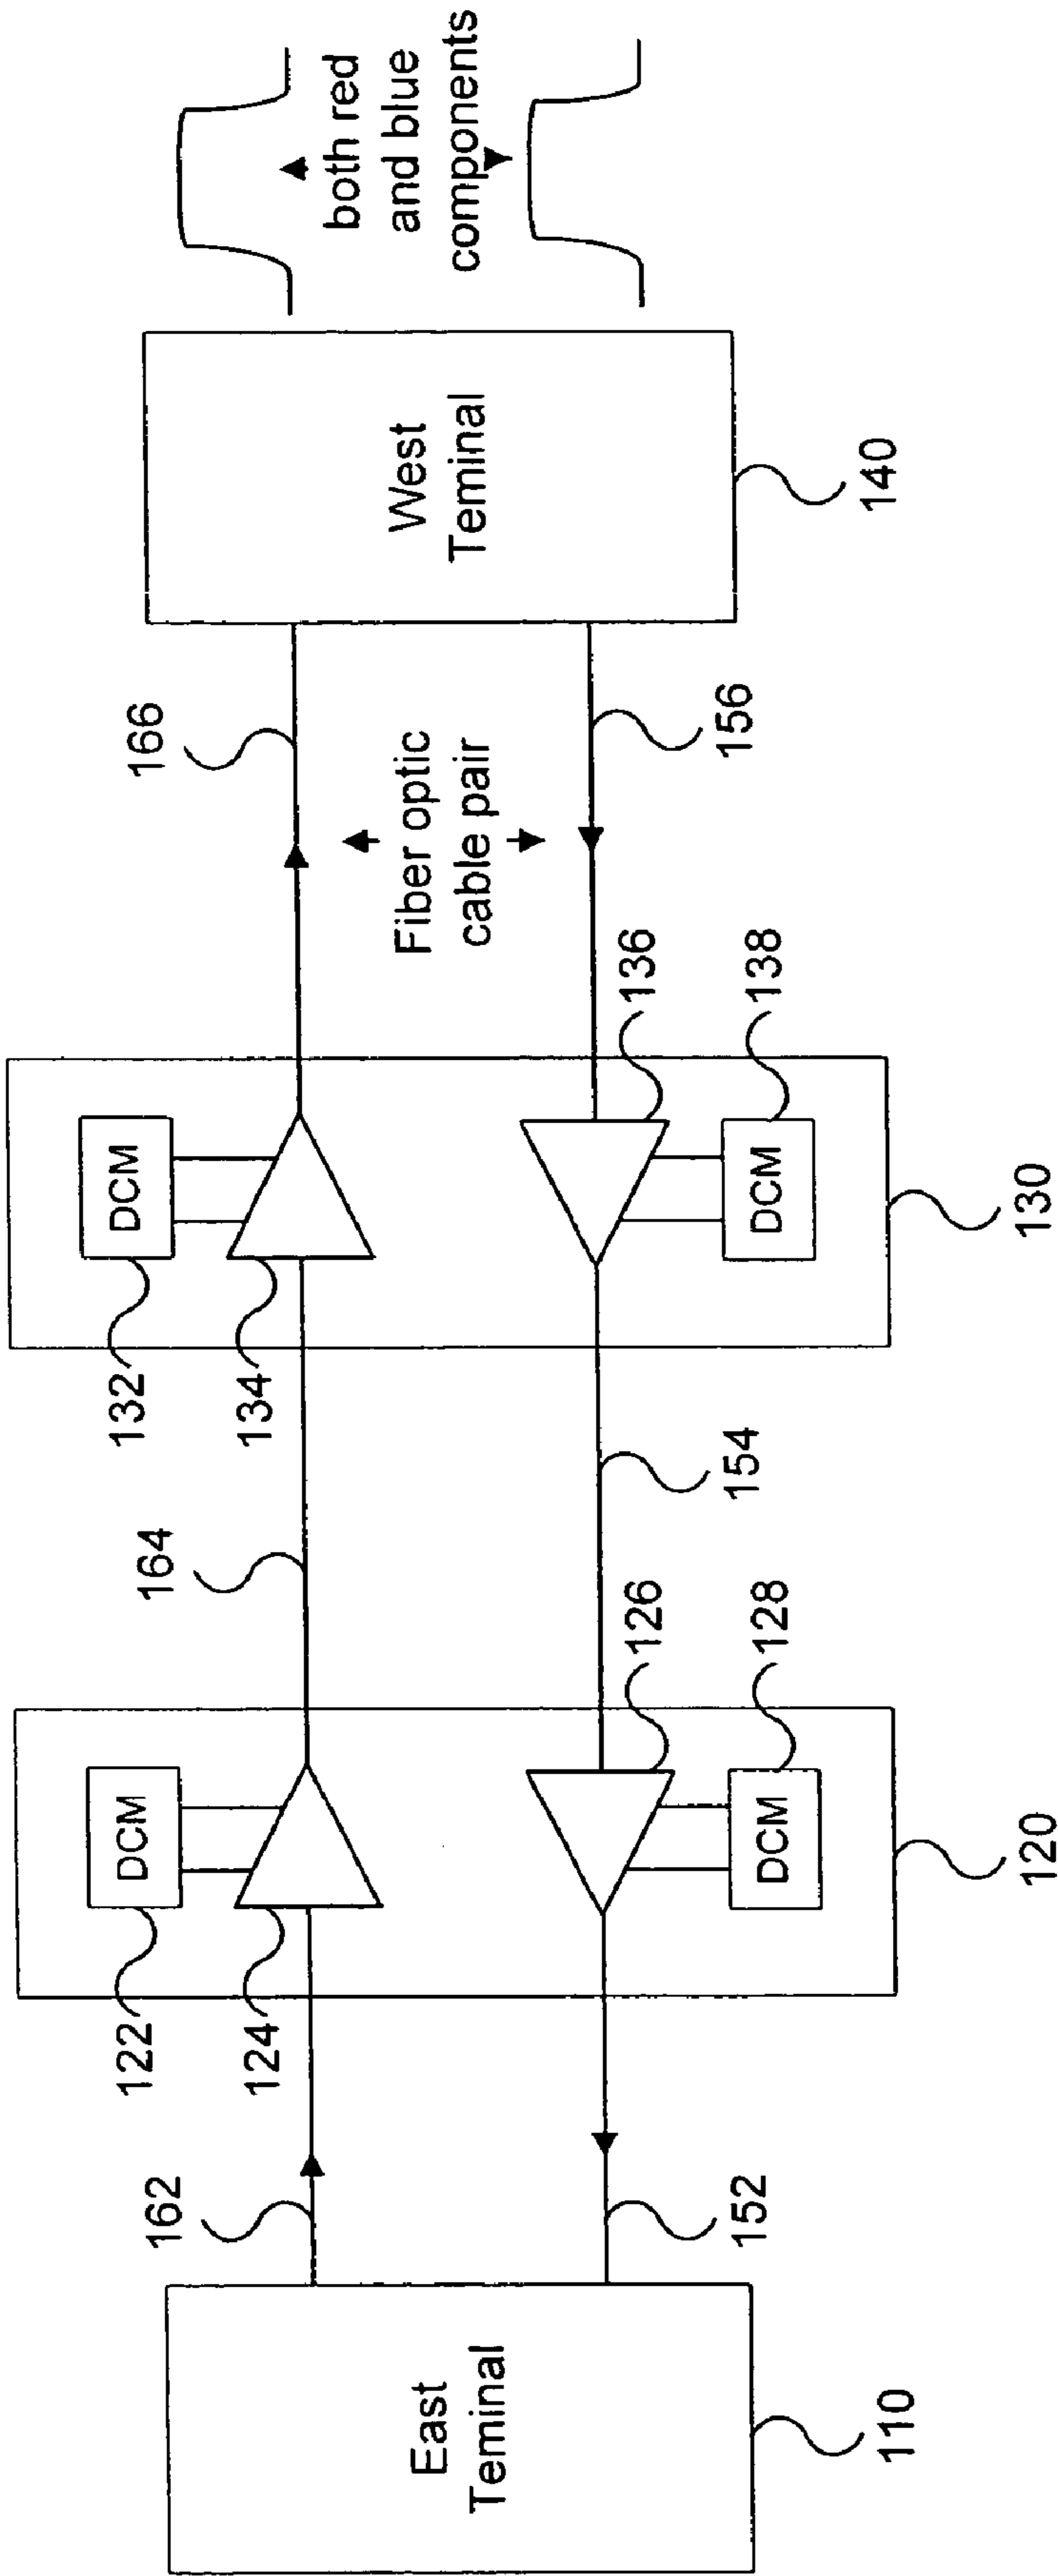 both red
and blue
components
West
Teminal
140
166
Fiber optic
cable pair
156
DCM
132
134
136
138
DCM
130
164
154
DCM
122
124
126
128
DCM
120
162
152
East
Teminal
110